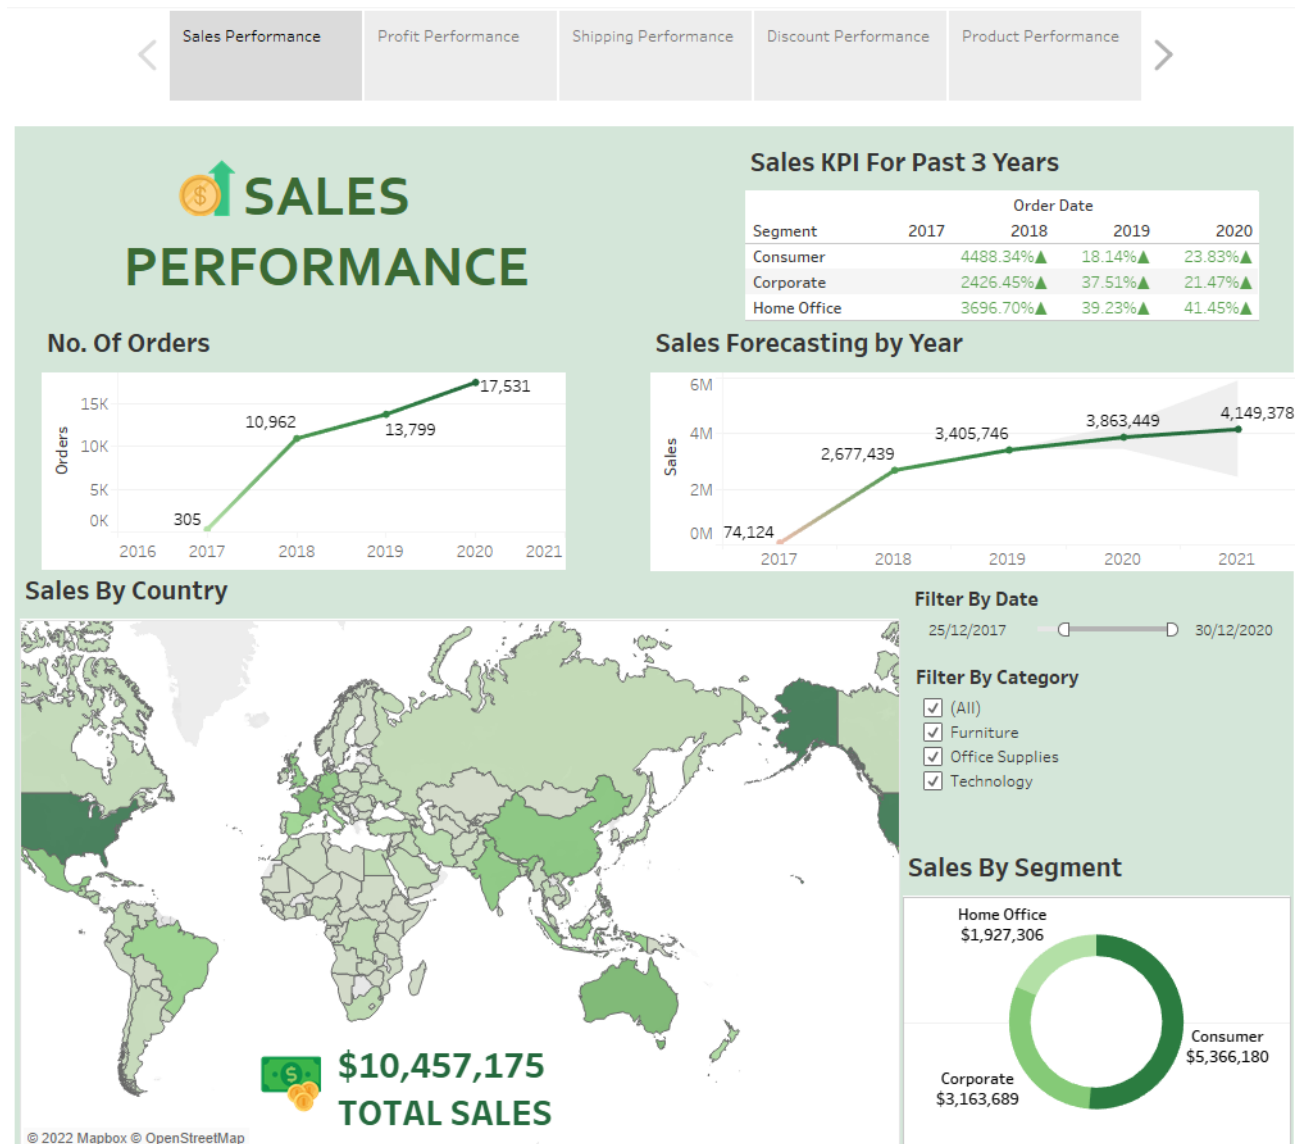 Sales Performance
Profit Performance
Shipping Performance
Discount Performance
Product Performance
SALES
PERFORMANCE
Sales KPI For Past 3 Years
Order Date
Segment 2017 2018 2019 2020
Consumer 4488.34%▲ 18.14%▲ 23.83%▲
Corporate 2426.45%▲ 37.51%▲ 21.47%▲
Home Office 3696.70%▲ 39.23%▲ 41.45%▲
No. Of Orders
15K
10K
5K
0K
Orders
305
10,962
13,799
17,531
2016 2017 2018 2019 2020 2021
Sales Forecasting by Year
6M
4M
2M
0M
Sales
74,124
2,677,439
3,405,746
3,863,449
4,149,378
2017 2018 2019 2020 2021
Sales By Country
$10,457,175
TOTAL SALES
© 2022 Mapbox © OpenStreetMap
Filter By Date
25/12/2017 30/12/2020
Filter By Category
(All)
Furniture
Office Supplies
Technology
Sales By Segment
Home Office
$1,927,306
Consumer
$5,366,180
Corporate
$3,163,689